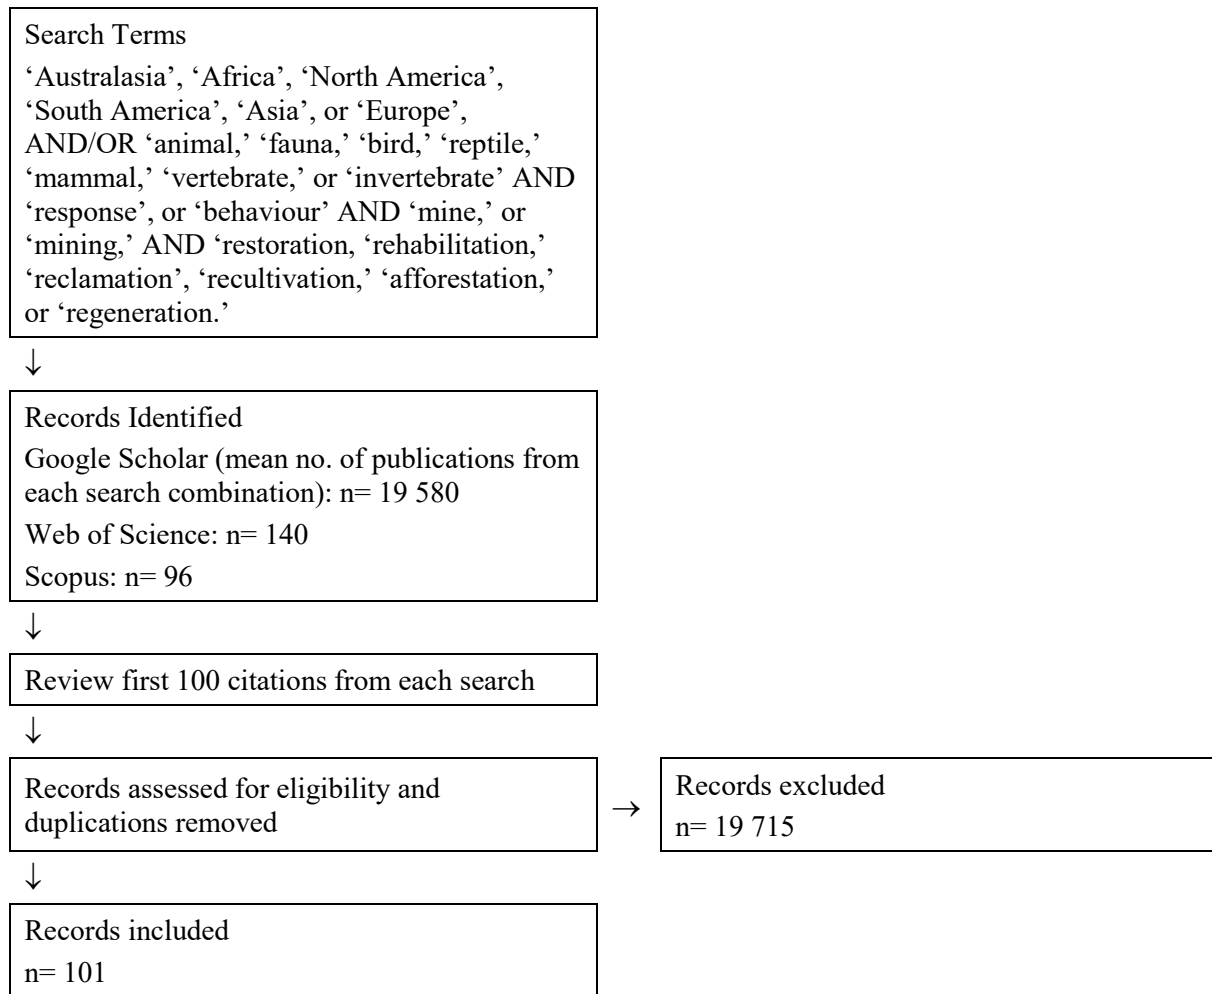 Search Terms
‘Australasia’, ‘Africa’, ‘North America’,
‘South America’, ‘Asia’, or ‘Europe’,
AND/OR ‘animal,’ ‘fauna,’ ‘bird,’ ‘reptile,’
‘mammal,’ ‘vertebrate,’ or ‘invertebrate’ AND
‘response’, or ‘behaviour’ AND ‘mine,’ or
‘mining,’ AND ‘restoration, ‘rehabilitation,’
‘reclamation’, ‘recultivation,’ ‘afforestation,’
or ‘regeneration.’
↓
Records Identified
Google Scholar (mean no. of publications from
each search combination): n= 19 580
Web of Science: n= 140
Scopus: n= 96
↓
Review first 100 citations from each search
↓
Records assessed for eligibility and
duplications removed
→
Records excluded
n= 19 715
↓
Records included
n= 101